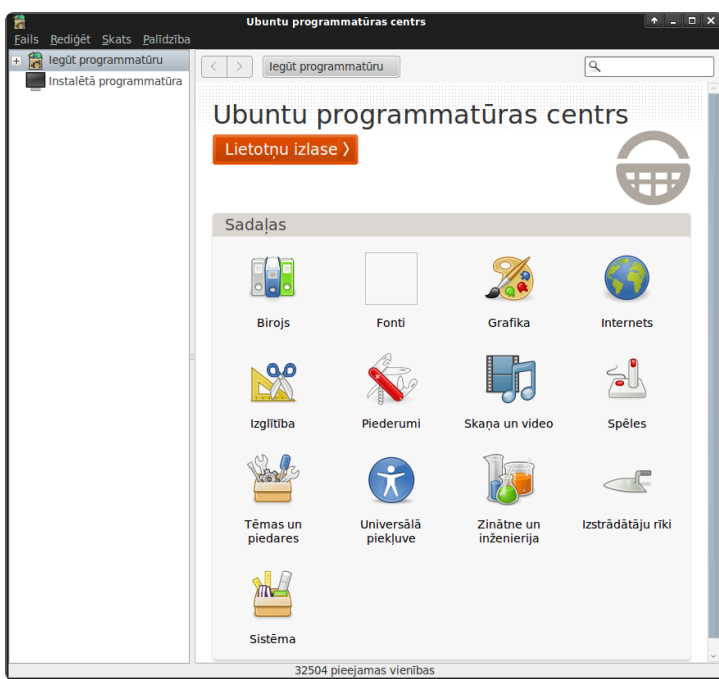 Ubuntu programmatūras centrs
Fails Rediģēt Skats Palīdzība
Iegūt programmatūru
Instalētā programmatūra
Iegūt programmatūru
Ubuntu programmatūras centrs
Lietotņu izlase
Sadaļas
Birojs Fonti Grafika Internets
Izglītība Piederumi Skaņa un video Spēles
Tēmas un piedares
Universālā piekļuve
Zinātne un inženierija
Izstrādātāju rīki
Sistēma
32504 pieejamas vienības